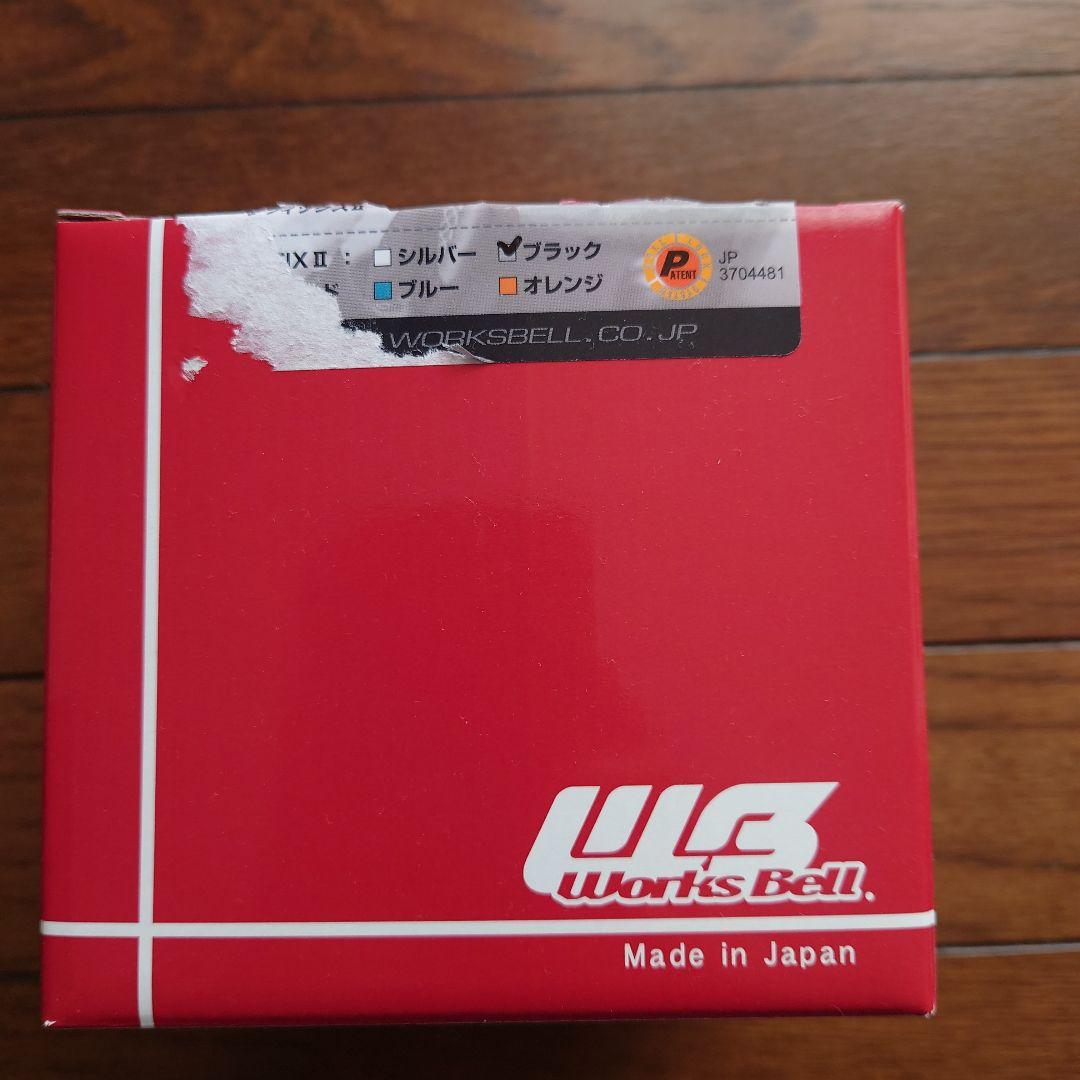 IX II : □シルバー ☑ブラック
ド ■ブルー ■オレンジ
PATENT
JP
3704481
WORKSBELL.CO.JP
WB
Works Bell.
Made in Japan